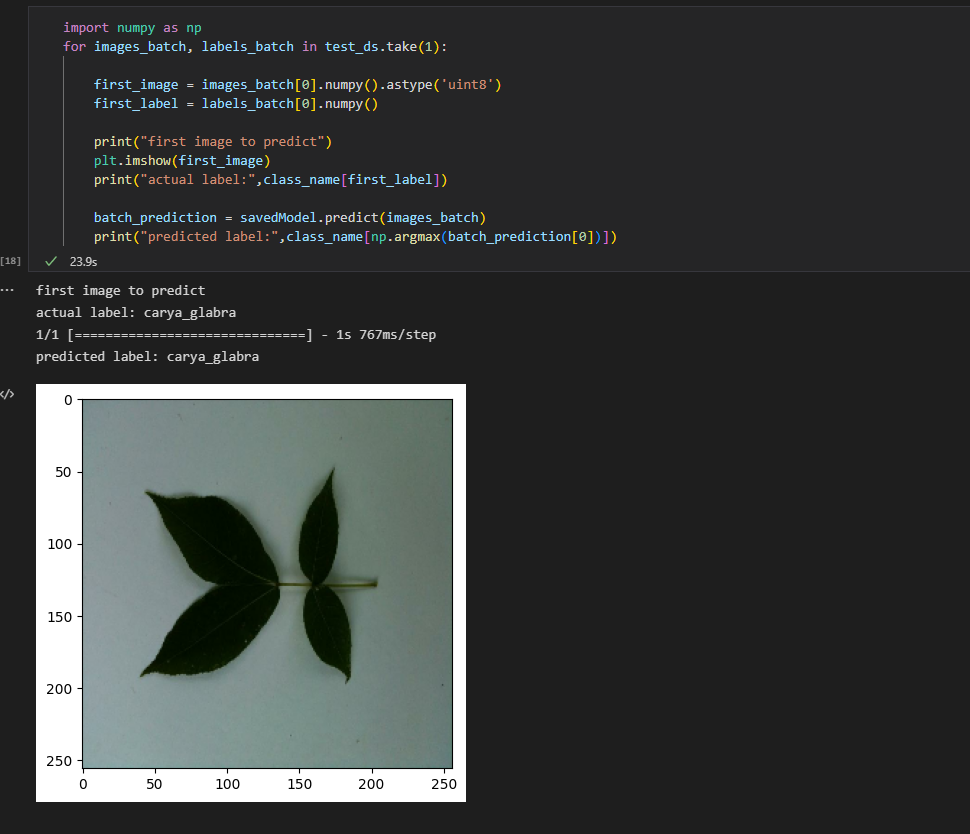 import numpy as np
for images_batch, labels_batch in test_ds.take(1):
first_image = images_batch[0].numpy().astype('uint8')
first_label = labels_batch[0].numpy()
print("first image to predict")
plt.imshow(first_image)
print("actual label:",class_name[first_label])
batch_prediction = savedModel.predict(images_batch)
print("predicted label:",class_name[np.argmax(batch_prediction[0])])
[18] ✓ 23.9s
... first image to predict
actual label: carya_glabra
1/1 [==============================] - 1s 767ms/step
predicted label: carya_glabra
</>
0
50
100
150
200
250
0 50 100 150 200 250